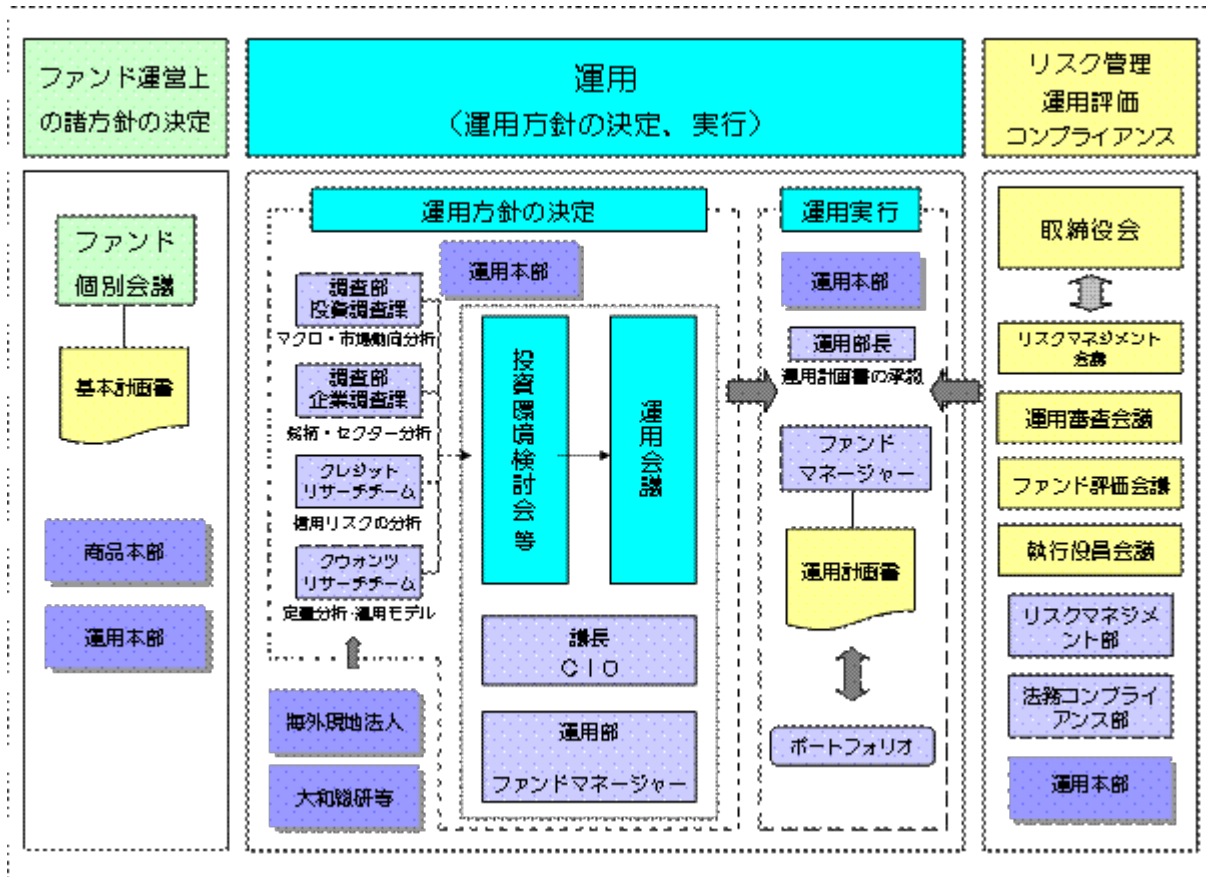 ファンド運営上
の諸方針の決定
運用
（運用方針の決定、実行）
リスク管理
運用評価
コンプライアンス
ファンド
個別会議
基本計画書
商品本部
運用本部
運用方針の決定
運用本部
調査部
投資調査課
マクロ・市場動向分析
調査部
企業調査課
銘柄・セクター分析
クレジット
リサーチチーム
信用リスクの分析
クウォンツ
リサーチチーム
定量分析・運用モデル
海外現地法人
大和総研等
投資環境検討会等
運用会議
議長
ＣＩＯ
運用部
ファンドマネージャー
運用実行
運用本部
運用部長
運用計画書の承認
ファンド
マネージャー
運用計画書
ポートフォリオ
取締役会
リスクマネジメント
会議
運用審査会議
ファンド評価会議
執行役員会議
リスクマネジメ
ント部
法務コンプライ
アンス部
運用本部